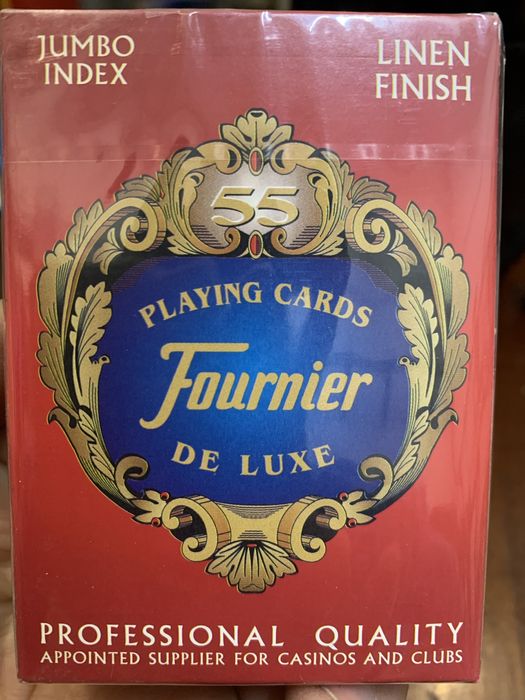 JUMBO
INDEX
LINEN
FINISH
55
PLAYING CARDS
Fournier
DE LUXE
PROFESSIONAL QUALITY
APPOINTED SUPPLIER FOR CASINOS AND CLUBS